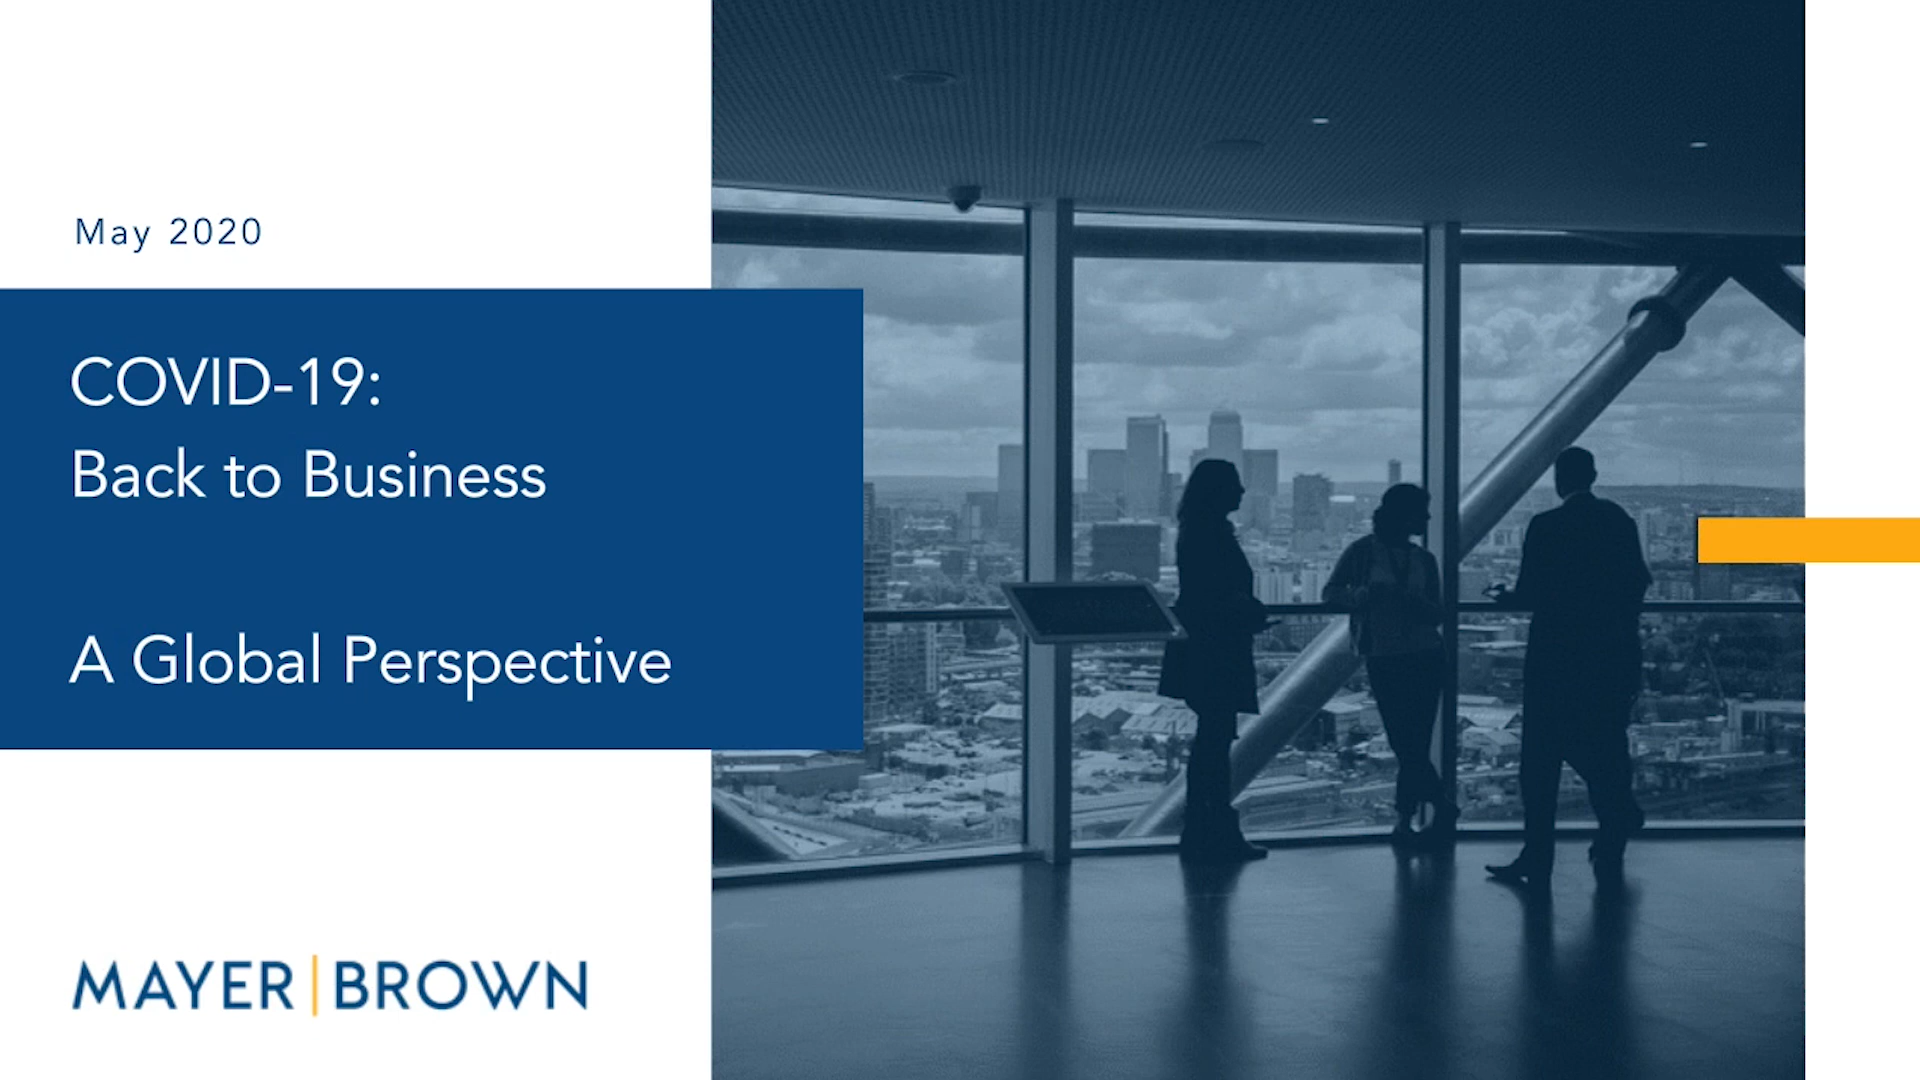 May 2020
COVID-19:
Back to Business
A Global Perspective
MAYER|BROWN